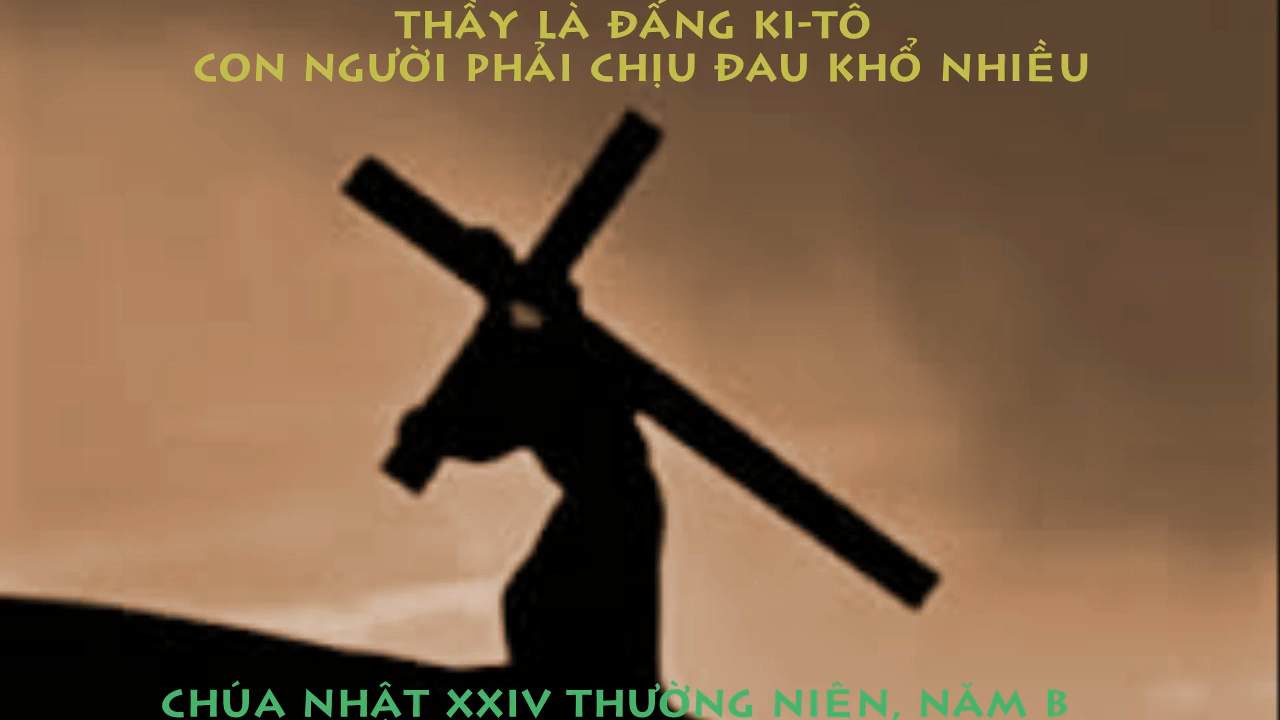 THẦY LÀ ĐẤNG KI-TÔ
CON NGƯỜI PHẢI CHỊU ĐAU KHỔ NHIỀU
CHÚA NHẬT XXIV THƯỜNG NIÊN, NĂM B